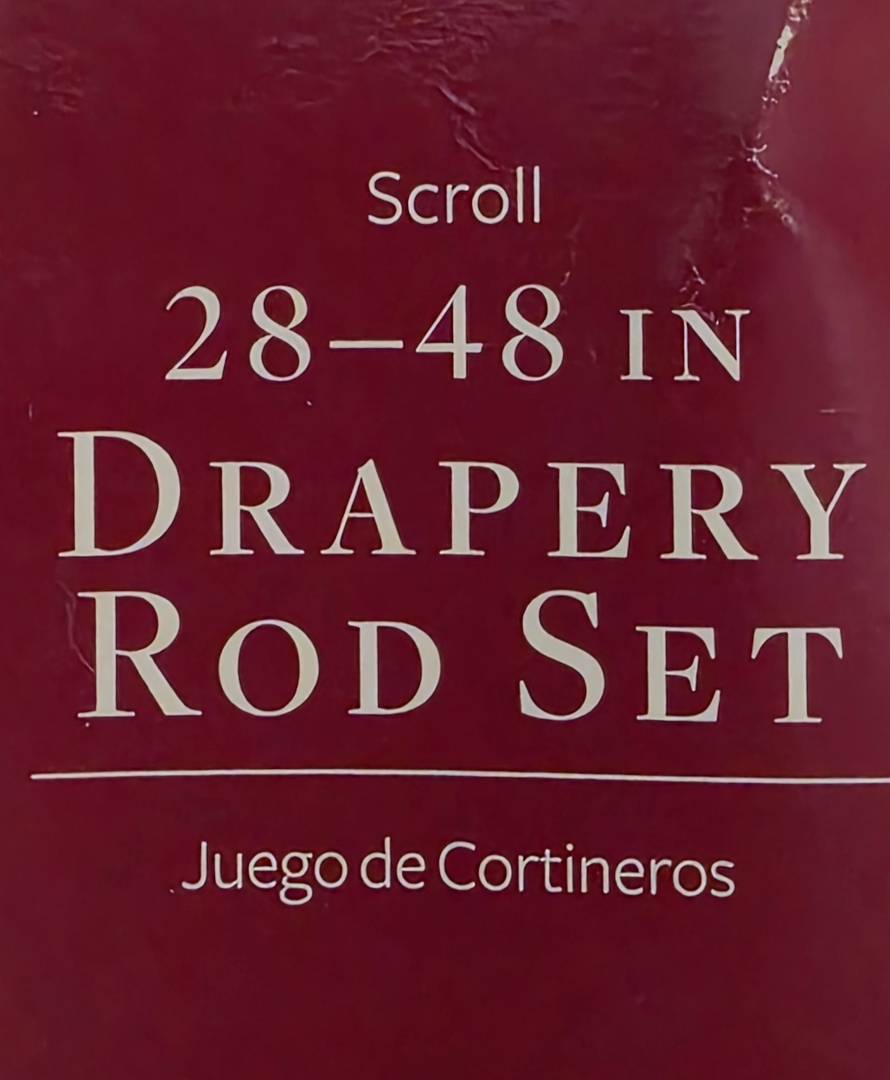 Scroll
28–48 IN
DRAPERY
ROD SET
Juego de Cortineros